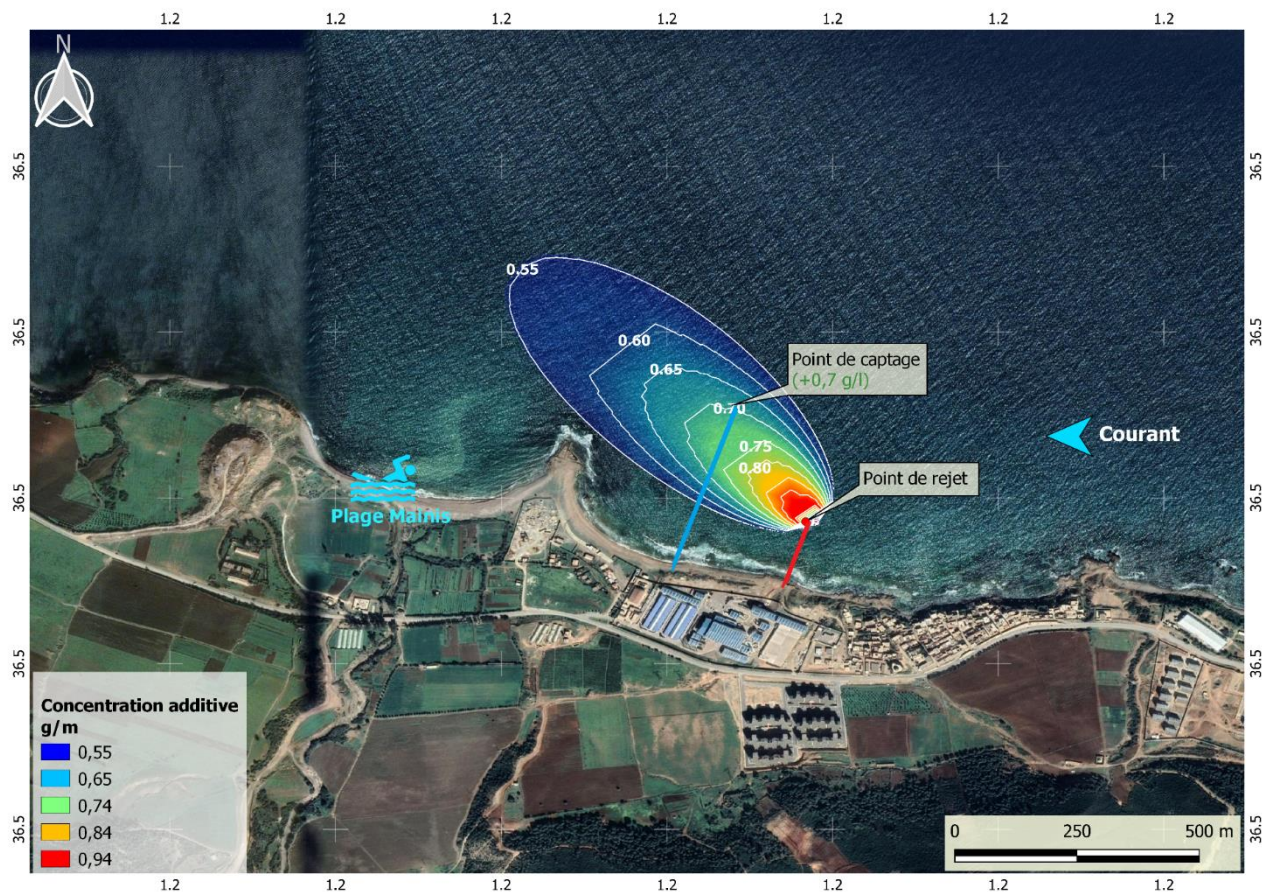 1.2 1.2 1.2 1.2 1.2 1.2 1.2
N
36.5 36.5
0.55
36.5 36.5
0.60
Point de captage
(+0,7 g/l)
0.65
0.70
Courant
0.75
0.80
Point de rejet
36.5 36.5
Plage Mainis
36.5 36.5
Concentration additive
g/m
0,55
0,65
0,74
0,84
0,94
36.5 36.5
0 250 500 m
1.2 1.2 1.2 1.2 1.2 1.2 1.2